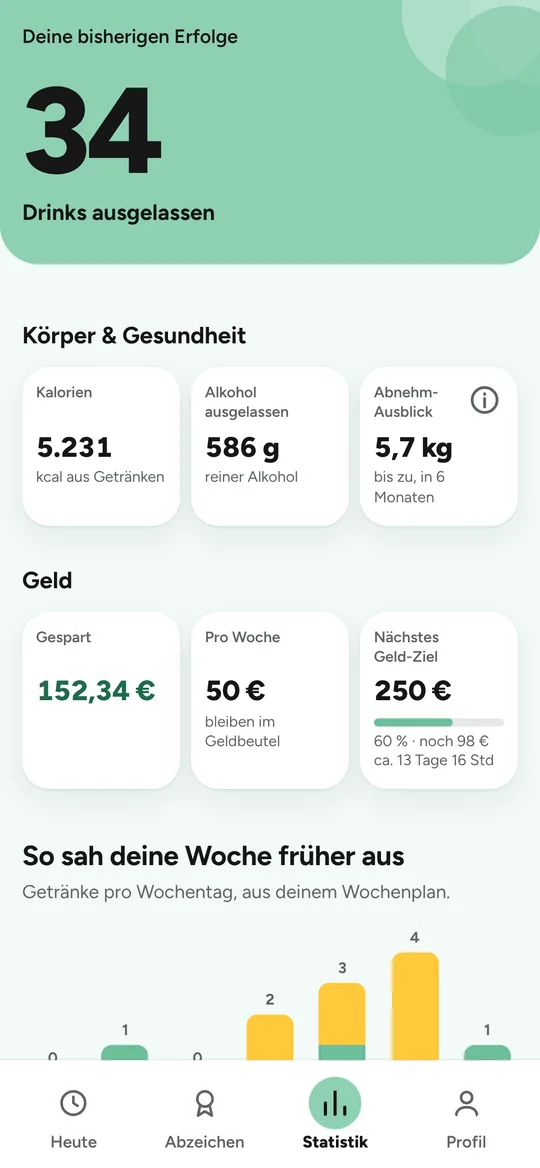 Deine bisherigen Erfolge
34
Drinks ausgelassen
Körper & Gesundheit
Kalorien
5.231
kcal aus Getränken
Alkohol
ausgelassen
586 g
reiner Alkohol
Abnehm-
Ausblick
5,7 kg
bis zu, in 6
Monaten
Geld
Gespart
152,34 €
Pro Woche
50 €
bleiben im
Geldbeutel
Nächstes
Geld-Ziel
250 €
60 % · noch 98 €
ca. 13 Tage 16 Std
So sah deine Woche früher aus
Getränke pro Wochentag, aus deinem Wochenplan.
0
1
0
2
3
4
1
Heute
Abzeichen
Statistik
Profil